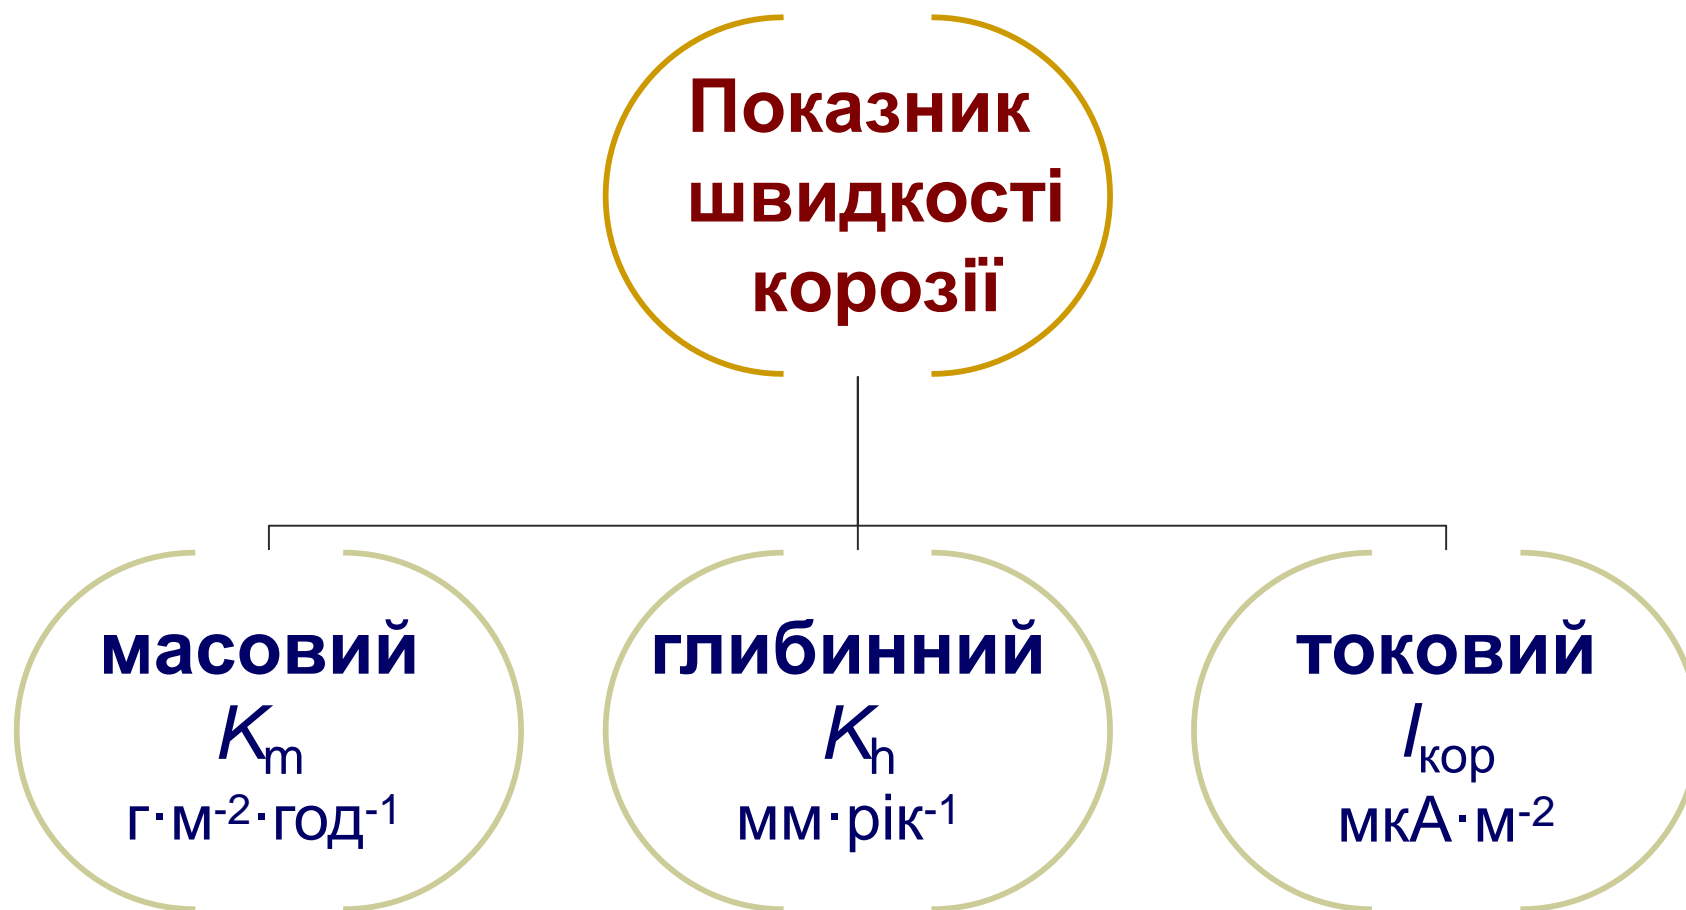 Показник
швидкості
корозії
масовий
Km
г·м-2·год-1
глибинний
Kh
мм·рік-1
токовий
Iкор
мкА·м-2